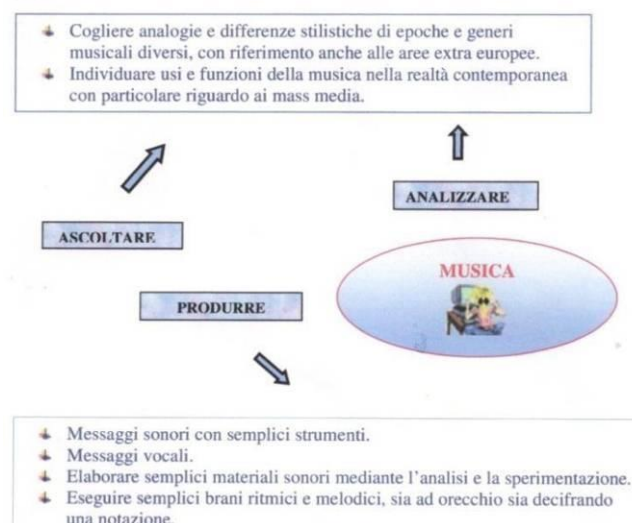 Cogliere analogie e differenze stilistiche di epoche e generi
musicali diversi, con riferimento anche alle aree extra europee.
Individuare usi e funzioni della musica nella realtà contemporanea
con particolare riguardo ai mass media.
ANALIZZARE
ASCOLTARE
MUSICA
PRODURRE
Messaggi sonori con semplici strumenti.
Messaggi vocali.
Elaborare semplici materiali sonori mediante l'analisi e la sperimentazione.
Eseguire semplici brani ritmici e melodici, sia ad orecchio sia decifrando
una notazione.